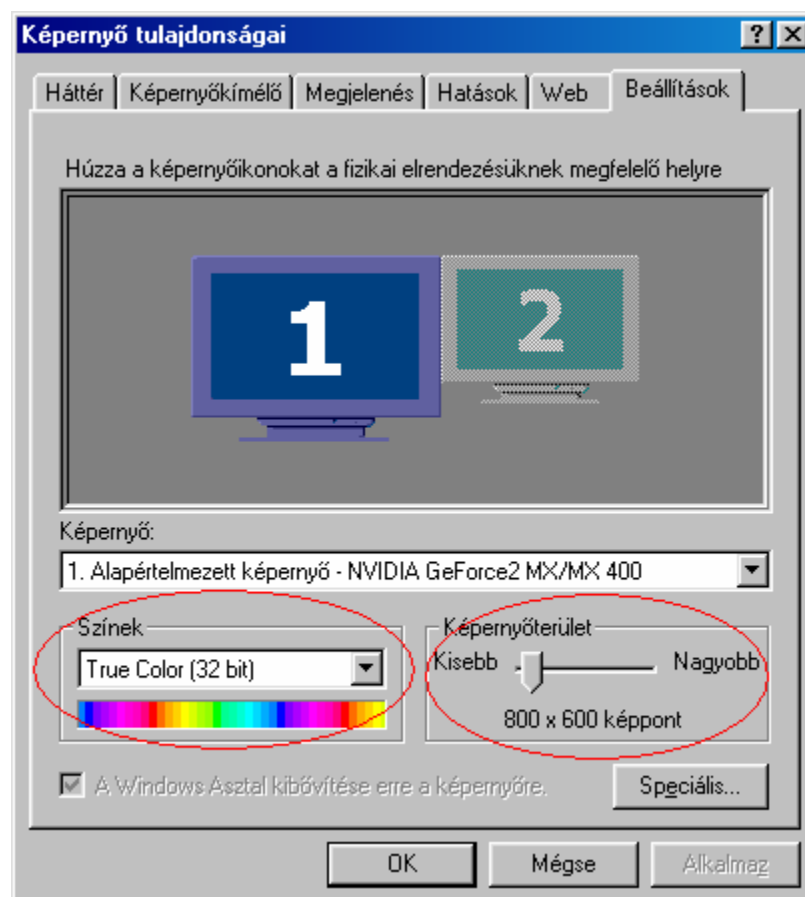 Képernyő tulajdonságai
Háttér Képernyőkímélő Megjelenés Hatások Web Beállítások
Húzza a képernyőikonokat a fizikai elrendezésüknek megfelelő helyre
1 2
Képernyő:
1. Alapértelmezett képernyő - NVIDIA GeForce2 MX/MX 400
Színek Képernyőterület
True Color (32 bit) Kisebb Nagyobb
800 x 600 képpont
A Windows Asztal kibővítése erre a képernyőre. Speciális...
OK Mégse Alkalmaz